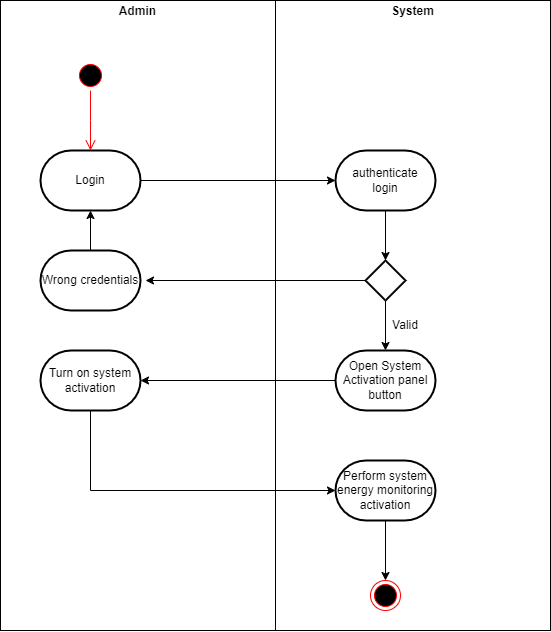 Admin
System
Login
authenticate
login
Wrong credentials
Valid
Turn on system
activation
Open System
Activation panel
button
Perform system
energy monitoring
activation